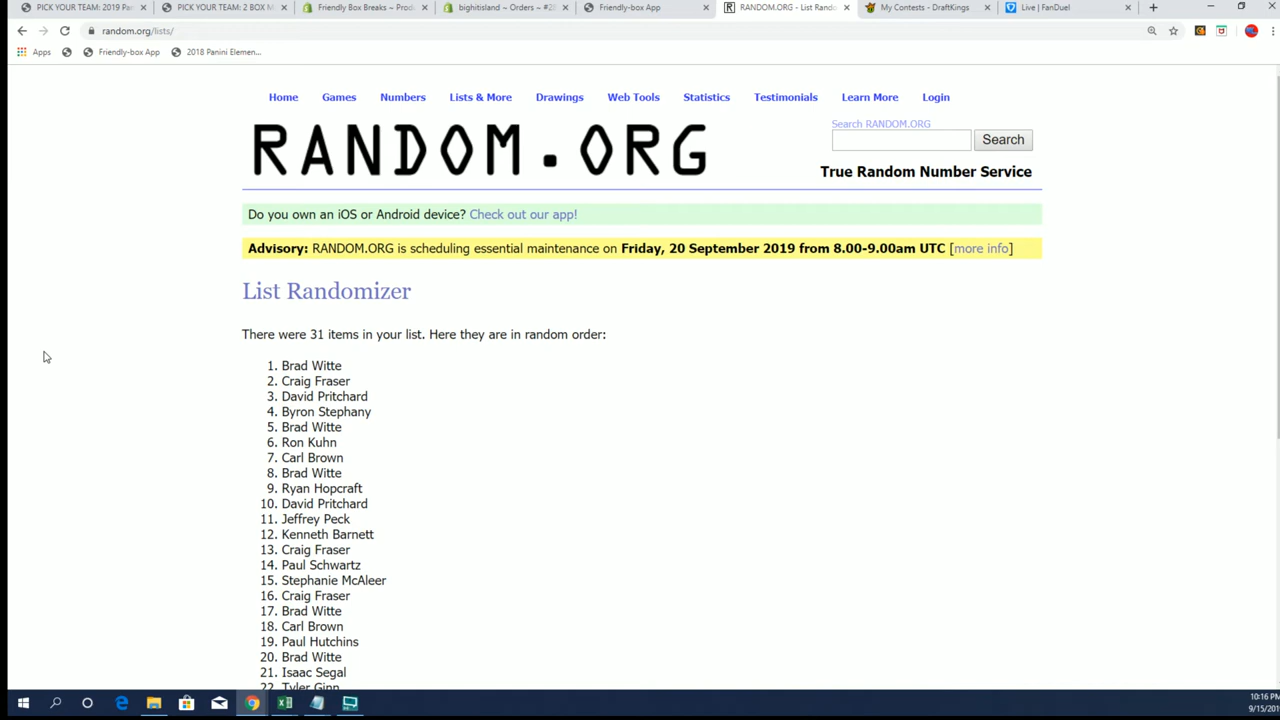 PICK YOUR TEAM: 2019 Pan
PICK YOUR TEAM: 2 BOX M
Friendly Box Breaks ~ Prod
bighitisland ~ Orders ~ #28
Friendly-box App
RANDOM.ORG - List Rando
My Contests - DraftKings
Live | FanDuel
random.org/lists/
Apps
Friendly-box App
2018 Panini Elemen...
Home
Games
Numbers
Lists & More
Drawings
Web Tools
Statistics
Testimonials
Learn More
Login
RANDOM.ORG
Search RANDOM.ORG
Search
True Random Number Service
Do you own an iOS or Android device? Check out our app!
Advisory: RANDOM.ORG is scheduling essential maintenance on Friday, 20 September 2019 from 8.00-9.00am UTC [more info]
List Randomizer
There were 31 items in your list. Here they are in random order:
1. Brad Witte
2. Craig Fraser
3. David Pritchard
4. Byron Stephany
5. Brad Witte
6. Ron Kuhn
7. Carl Brown
8. Brad Witte
9. Ryan Hopcraft
10. David Pritchard
11. Jeffrey Peck
12. Kenneth Barnett
13. Craig Fraser
14. Paul Schwartz
15. Stephanie McAleer
16. Craig Fraser
17. Brad Witte
18. Carl Brown
19. Paul Hutchins
20. Brad Witte
21. Isaac Segal
22. Tyler Ginn
10:16 PM
9/15/2019